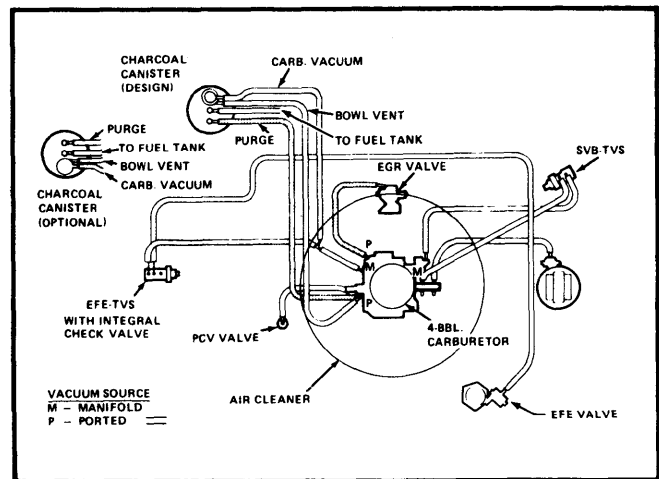 CHARCOAL
CANISTER
(DESIGN)
CARB. VACUUM
BOWL VENT
TO FUEL TANK
PURGE
PURGE
TO FUEL TANK
BOWL VENT
CARB. VACUUM
CHARCOAL
CANISTER
(OPTIONAL)
EGR VALVE
SVB-TVS
P
M
M
P
EFE-TVS
WITH INTEGRAL
CHECK VALVE
PCV VALVE
4-BBL.
CARBURETOR
AIR CLEANER
EFE VALVE
VACUUM SOURCE
M – MANIFOLD
P – PORTED